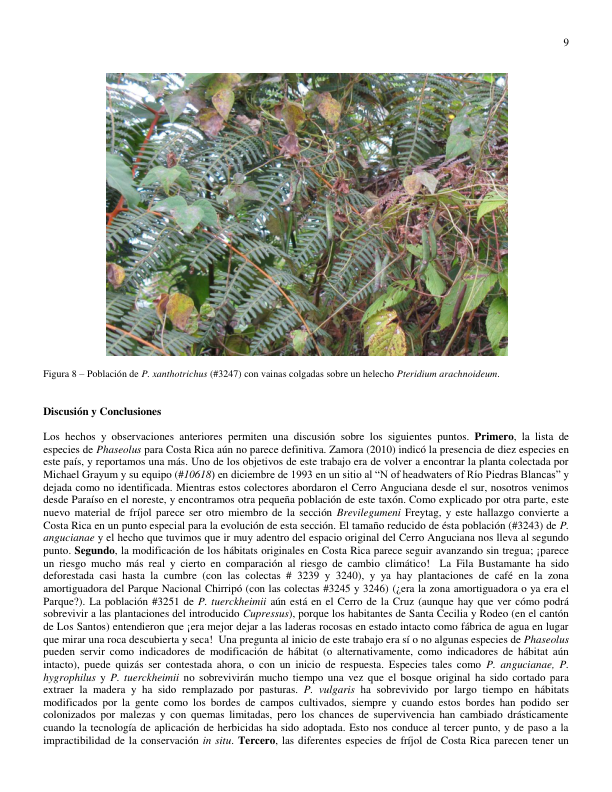 9
Figura 8 – Población de P. xanthotrichus (#3247) con vainas colgadas sobre un helecho Pteridium arachnoideum.
Discusión y Conclusiones
Los hechos y observaciones anteriores permiten una discusión sobre los siguientes puntos. Primero, la lista de
especies de Phaseolus para Costa Rica aún no parece definitiva. Zamora (2010) indicó la presencia de diez especies en
este país, y reportamos una más. Uno de los objetivos de este trabajo era de volver a encontrar la planta colectada por
Michael Grayum y su equipo (#10618) en diciembre de 1993 en un sitio al “N of headwaters of Río Piedras Blancas” y
dejada como no identificada. Mientras estos colectores abordaron el Cerro Anguciana desde el sur, nosotros venimos
desde Paraíso en el noreste, y encontramos otra pequeña población de este taxón. Como explicado por otra parte, este
nuevo material de fríjol parece ser otro miembro de la sección Brevilegumeni Freytag, y este hallazgo convierte a
Costa Rica en un punto especial para la evolución de esta sección. El tamaño reducido de ésta población (#3243) de P.
angucianae y el hecho que tuvimos que ir muy adentro del espacio original del Cerro Anguciana nos lleva al segundo
punto. Segundo, la modificación de los hábitats originales en Costa Rica parece seguir avanzando sin tregua; ¡parece
un riesgo mucho más real y cierto en comparación al riesgo de cambio climático! La Fila Bustamante ha sido
deforestada casi hasta la cumbre (con las colectas # 3239 y 3240), y ya hay plantaciones de café en la zona
amortiguadora del Parque Nacional Chirripó (con las colectas #3245 y 3246) (¿era la zona amortiguadora o ya era el
Parque?). La población #3251 de P. tuerckheimii aún está en el Cerro de la Cruz (aunque hay que ver cómo podrá
sobrevivir a las plantaciones del introducido Cupressus), porque los habitantes de Santa Cecilia y Rodeo (en el cantón
de Los Santos) entendieron que ¡era mejor dejar a las laderas rocosas en estado intacto como fábrica de agua en lugar
que mirar una roca descubierta y seca! Una pregunta al inicio de este trabajo era sí o no algunas especies de Phaseolus
pueden servir como indicadores de modificación de hábitat (o alternativamente, como indicadores de hábitat aún
intacto), puede quizás ser contestada ahora, o con un inicio de respuesta. Especies tales como P. angucianae, P.
hygrophilus y P. tuerckheimii no sobrevivirán mucho tiempo una vez que el bosque original ha sido cortado para
extraer la madera y ha sido remplazado por pasturas. P. vulgaris ha sobrevivido por largo tiempo en hábitats
modificados por la gente como los bordes de campos cultivados, siempre y cuando estos bordes han podido ser
colonizados por malezas y con quemas limitadas, pero los chances de supervivencia han cambiado drásticamente
cuando la tecnología de aplicación de herbicidas ha sido adoptada. Esto nos conduce al tercer punto, y de paso a la
impractibilidad de la conservación in situ. Tercero, las diferentes especies de fríjol de Costa Rica parecen tener un